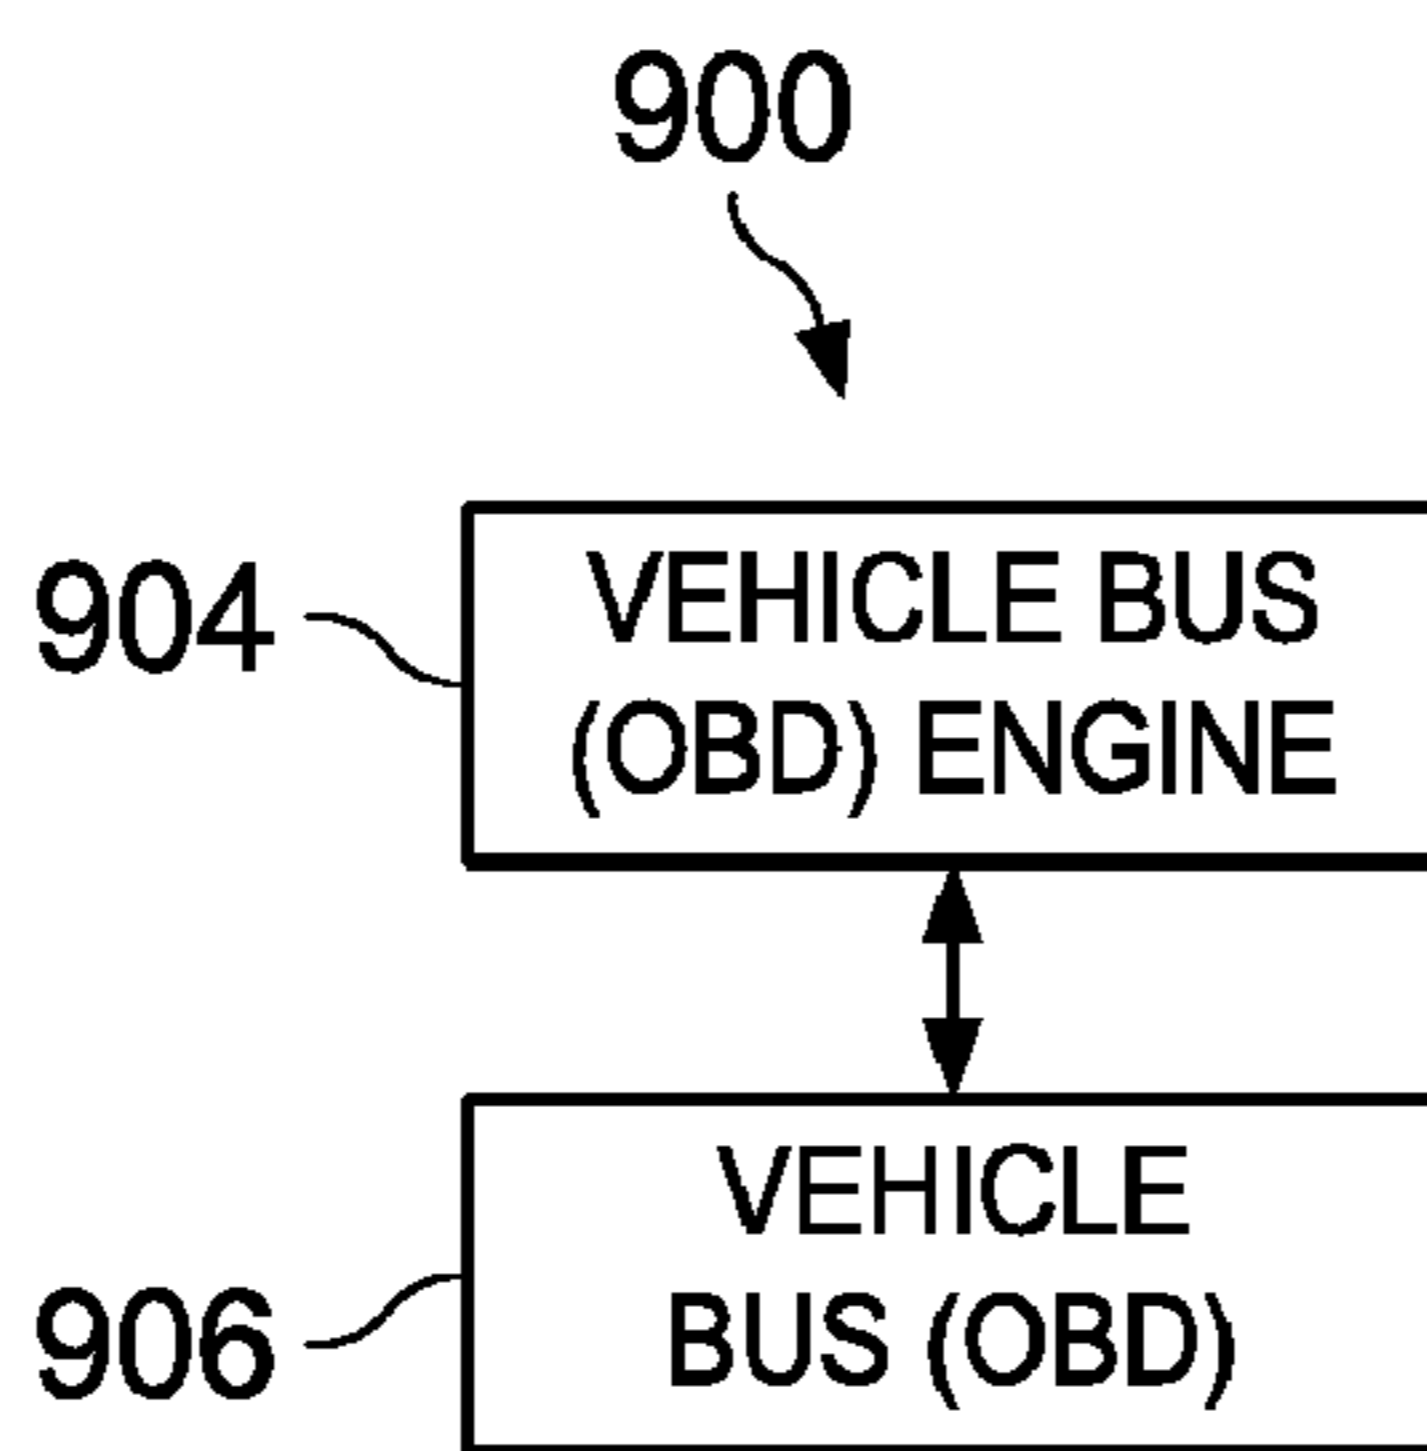 900
904
VEHICLE BUS
(OBD) ENGINE
906
VEHICLE
BUS (OBD)